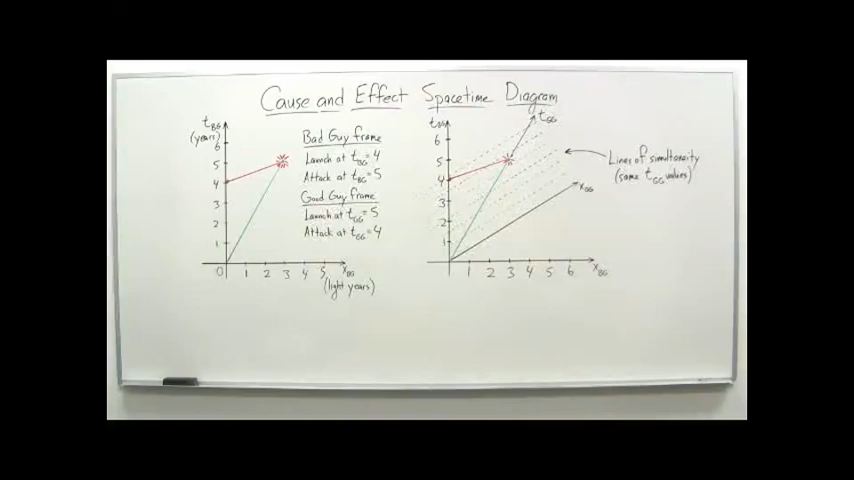 Cause and Effect Spacetime Diagram
t_BG
(years)
6
5
4
3
2
1
0 1 2 3 4 5 x_BG
(light years)
Bad Guy frame
Launch at t_BG = 4
Attack at t_BG = 5
Good Guy frame
Launch at t_GG = 5
Attack at t_GG = 4
t_BG
t_GG
6
5
4
3
2
1
1 2 3 4 5 6 x_BG
x_GG
Lines of simultaneity
(same t_GG values)